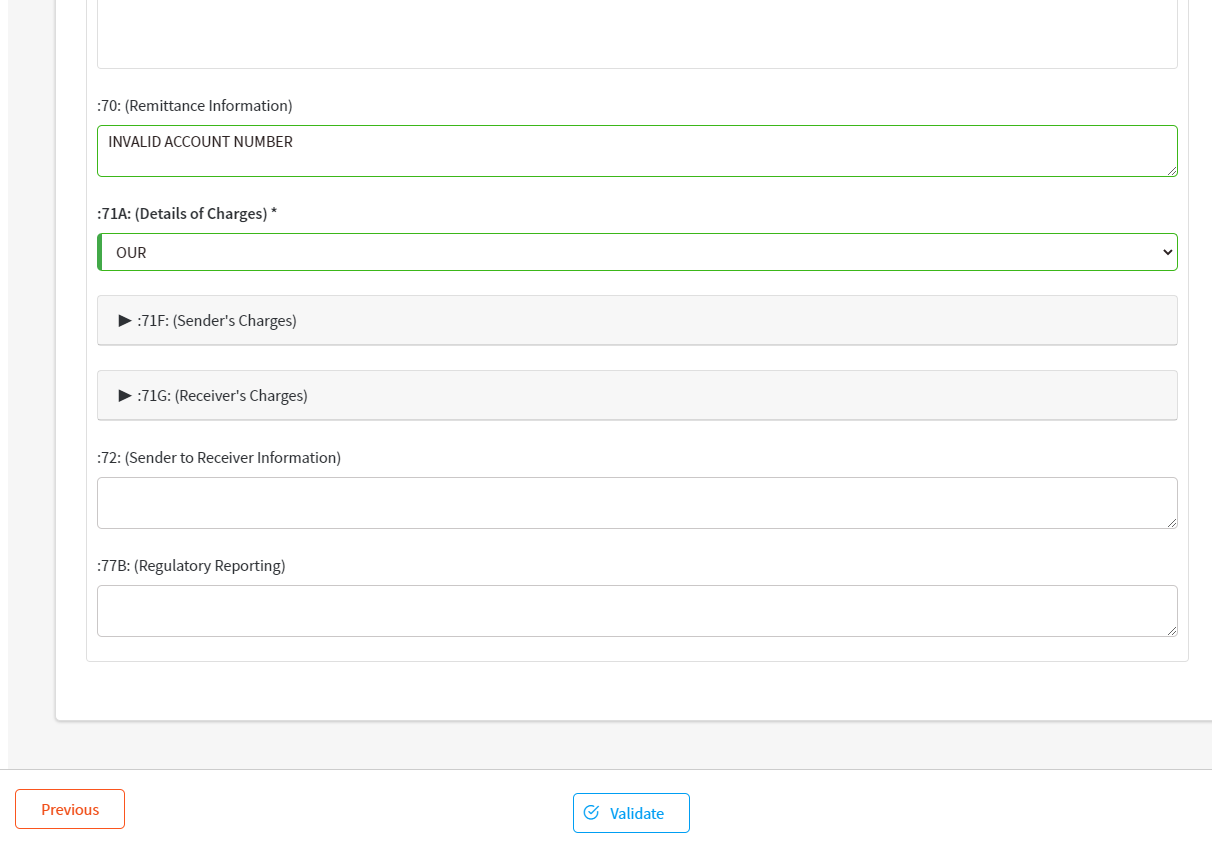 :70: (Remittance Information)
INVALID ACCOUNT NUMBER
:71A: (Details of Charges) *
OUR
▶ :71F: (Sender's Charges)
▶ :71G: (Receiver's Charges)
:72: (Sender to Receiver Information)
:77B: (Regulatory Reporting)
Previous
Validate